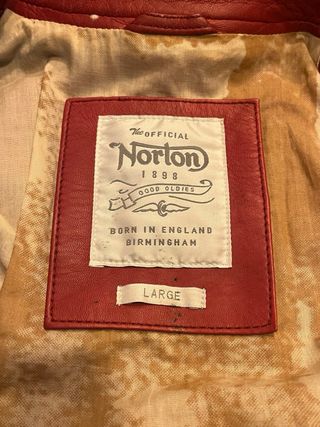 The OFFICIAL
Norton
1898
GOOD OLDIES
BORN IN ENGLAND
BIRMINGHAM
LARGE